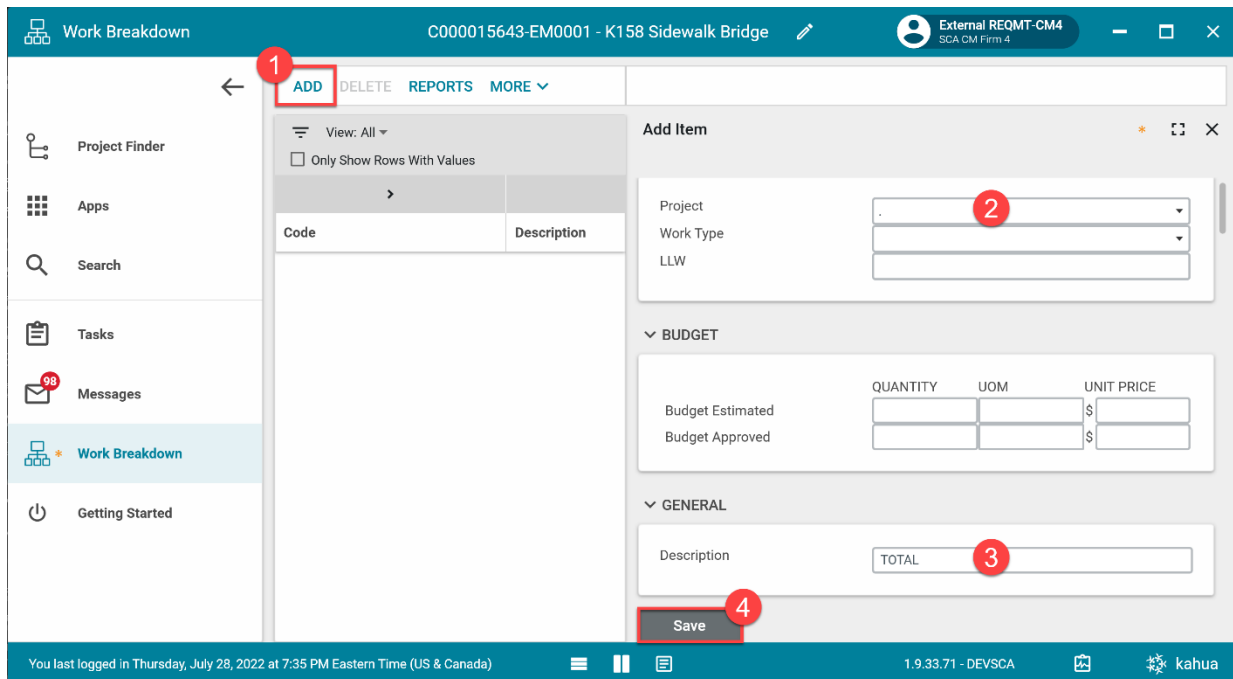 Work Breakdown
C000015643-EM0001 - K158 Sidewalk Bridge
External REQMT-CM4
SCA CM Firm 4
1
ADD DELETE REPORTS MORE
Project Finder
Apps
Search
Tasks
98
Messages
* Work Breakdown
Getting Started
View: All
Only Show Rows With Values
>
Code Description
Add Item *
Project . 2
Work Type
LLW
BUDGET
QUANTITY UOM UNIT PRICE
Budget Estimated $
Budget Approved $
GENERAL
Description TOTAL 3
4
Save
You last logged in Thursday, July 28, 2022 at 7:35 PM Eastern Time (US & Canada)
1.9.33.71 - DEVSCA
kahua